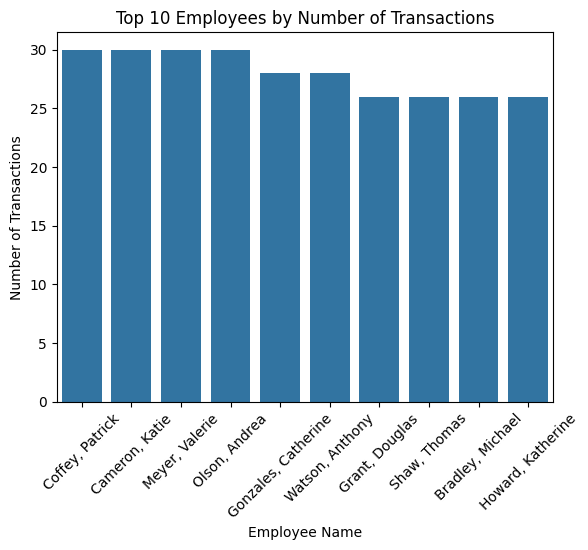 Top 10 Employees by Number of Transactions
Number of Transactions
30
25
20
15
10
5
0
Coffey, Patrick
Cameron, Katie
Meyer, Valerie
Olson, Andrea
Gonzales, Catherine
Watson, Anthony
Grant, Douglas
Shaw, Thomas
Bradley, Michael
Howard, Katherine
Employee Name